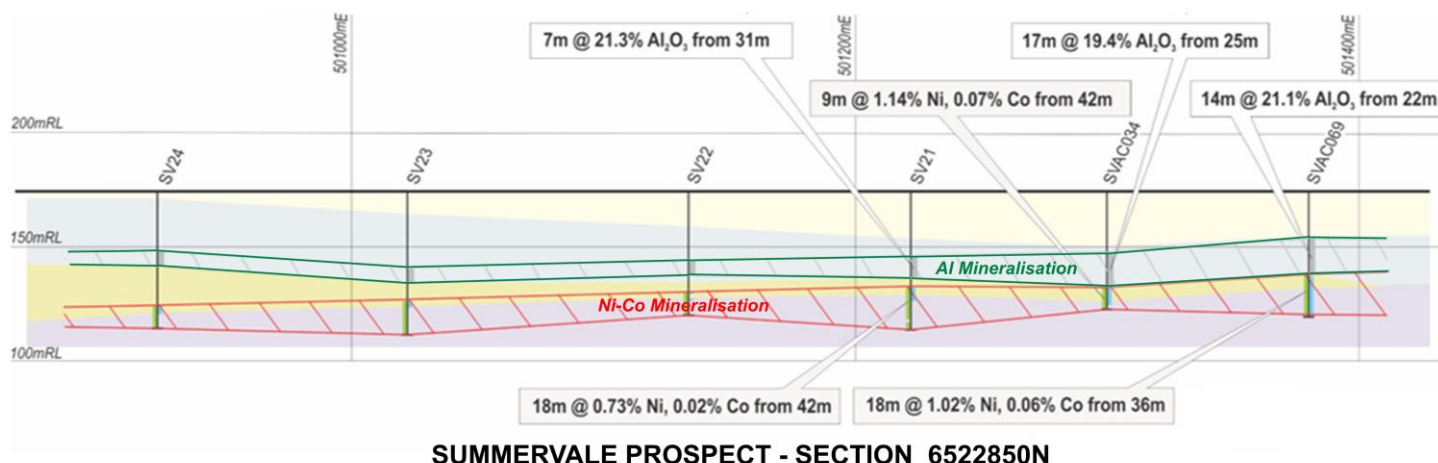 501000mE
7m @ 21.3% Al₂O₃ from 31m
501200mE
17m @ 19.4% Al₂O₃ from 25m
501400mE
9m @ 1.14% Ni, 0.07% Co from 42m
14m @ 21.1% Al₂O₃ from 22m
200mRL
SV24
SV23
SV22
SV21
SVAC034
SVAC069
150mRL
Al Mineralisation
Ni-Co Mineralisation
100mRL
18m @ 0.73% Ni, 0.02% Co from 42m
18m @ 1.02% Ni, 0.06% Co from 36m
SUMMERVALE PROSPECT - SECTION 6522850N